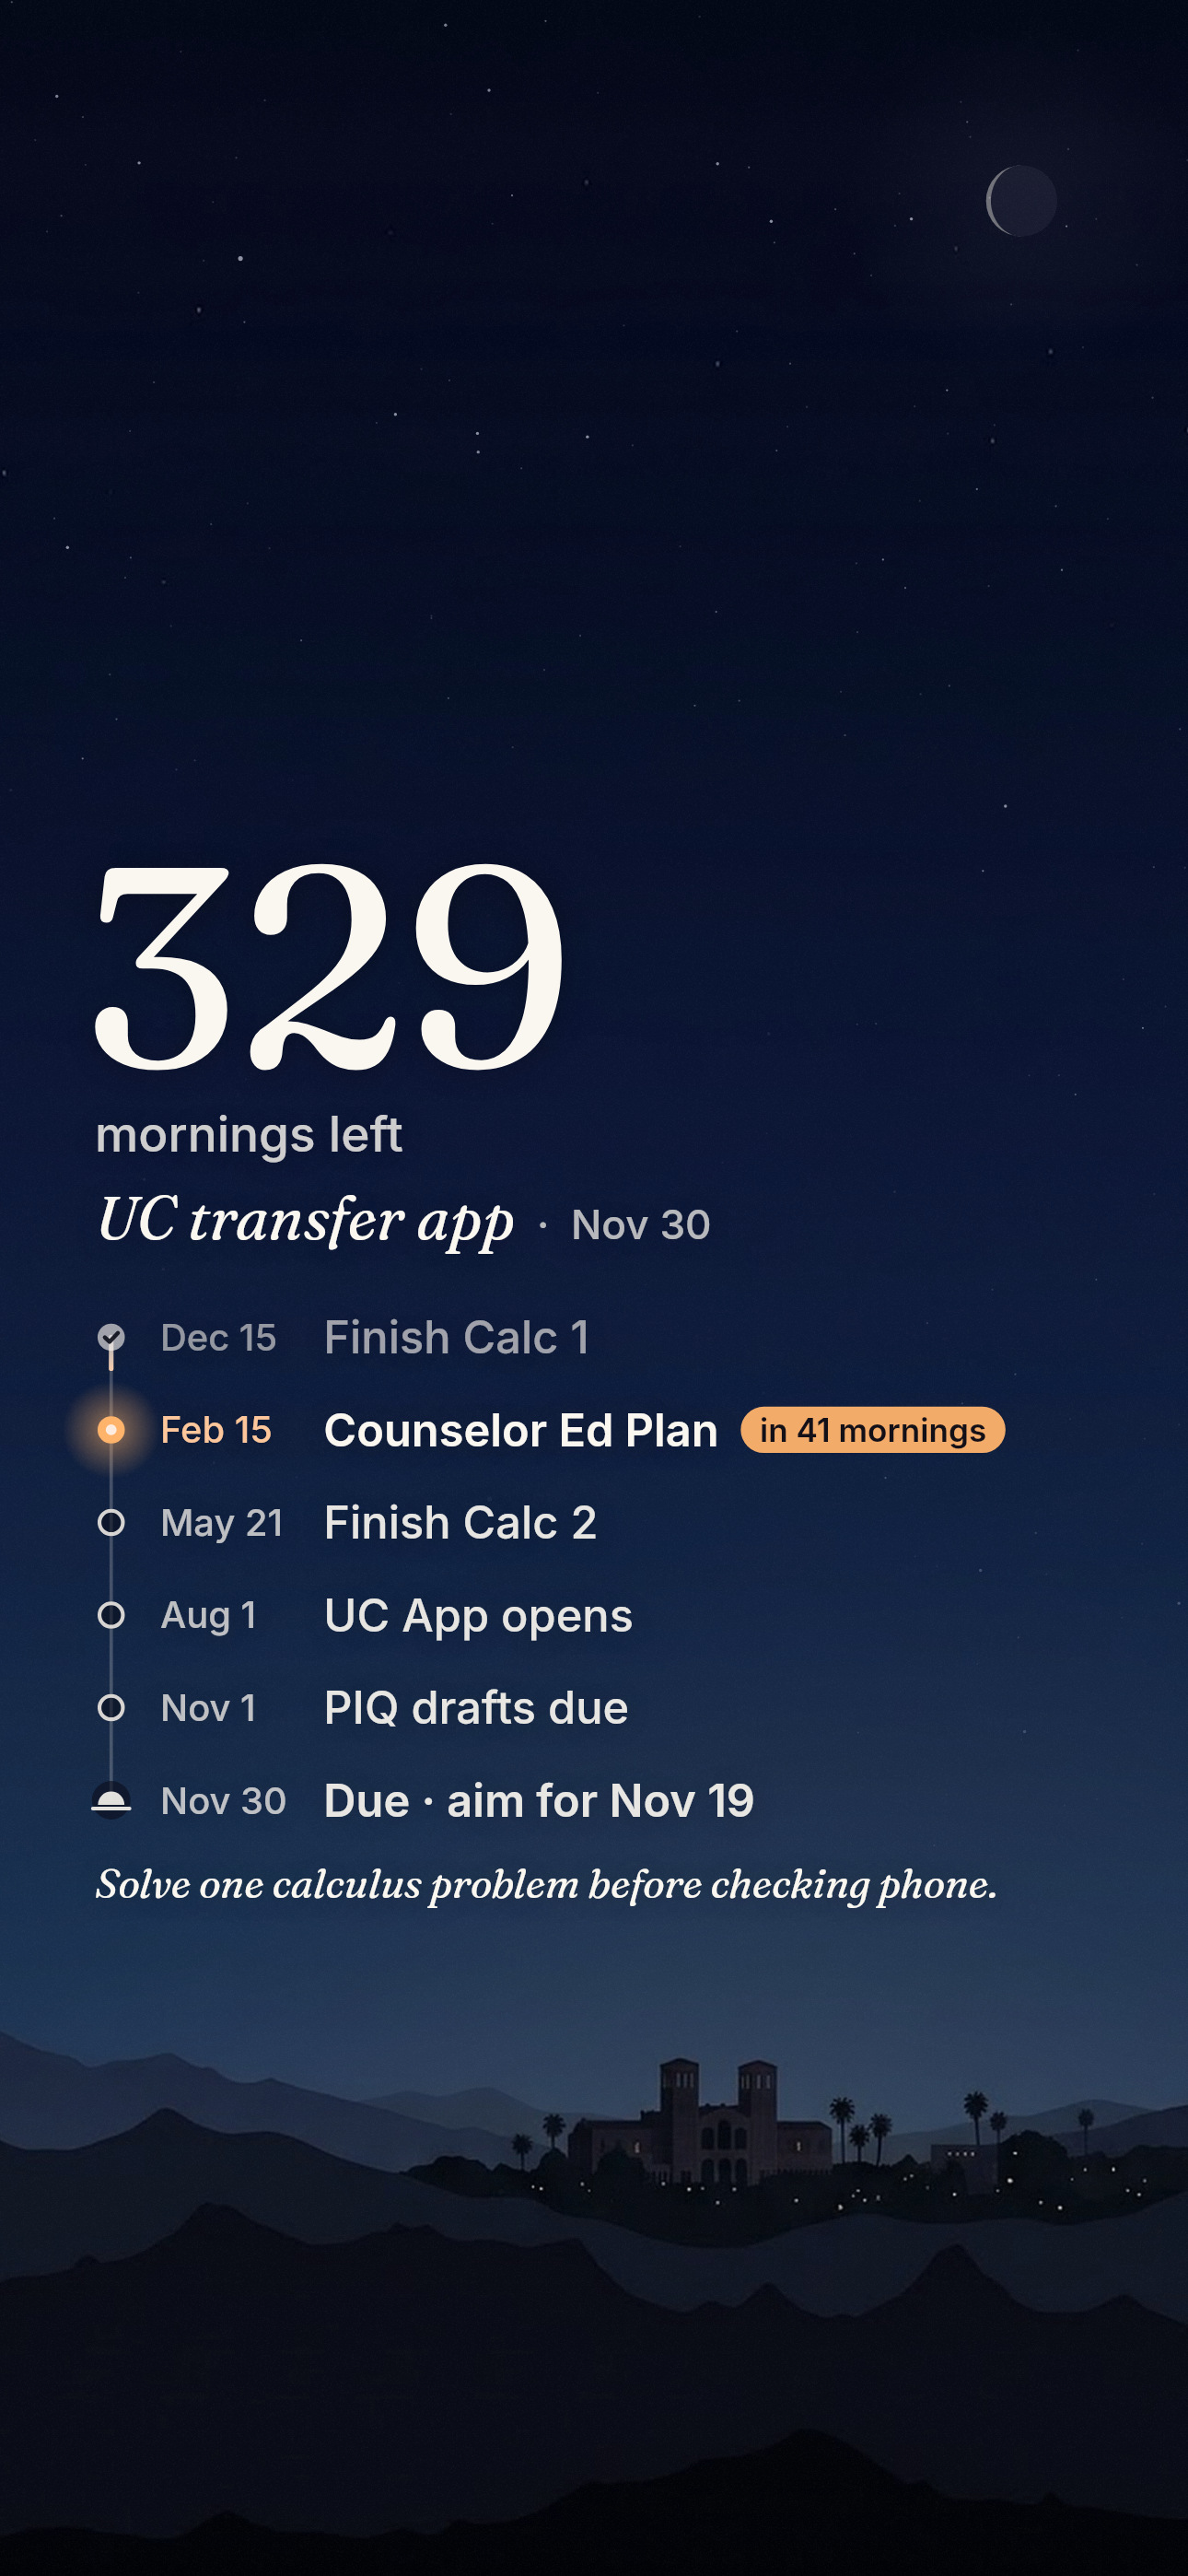 329
mornings left
UC transfer app · Nov 30
Dec 15 Finish Calc 1
Feb 15 Counselor Ed Plan in 41 mornings
May 21 Finish Calc 2
Aug 1 UC App opens
Nov 1 PIQ drafts due
Nov 30 Due · aim for Nov 19
Solve one calculus problem before checking phone.